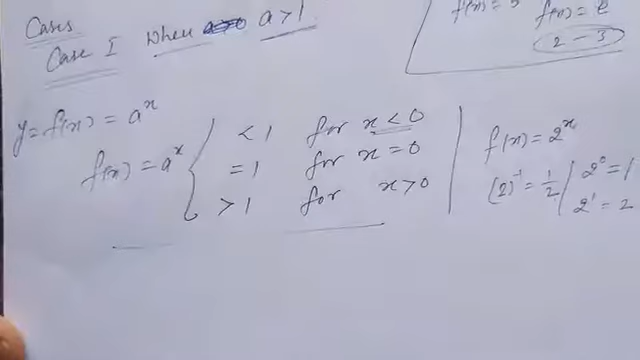 Cases
Case I When a > 1
f(x) = e
2 - 3
y = f(x) = a^x
f(x) = a^x { < 1 for x < 0
= 1 for x = 0
> 1 for x > 0
f(x) = 2^x
(2)^-1 = 1/2 / 2^0 = 1
2^1 = 2